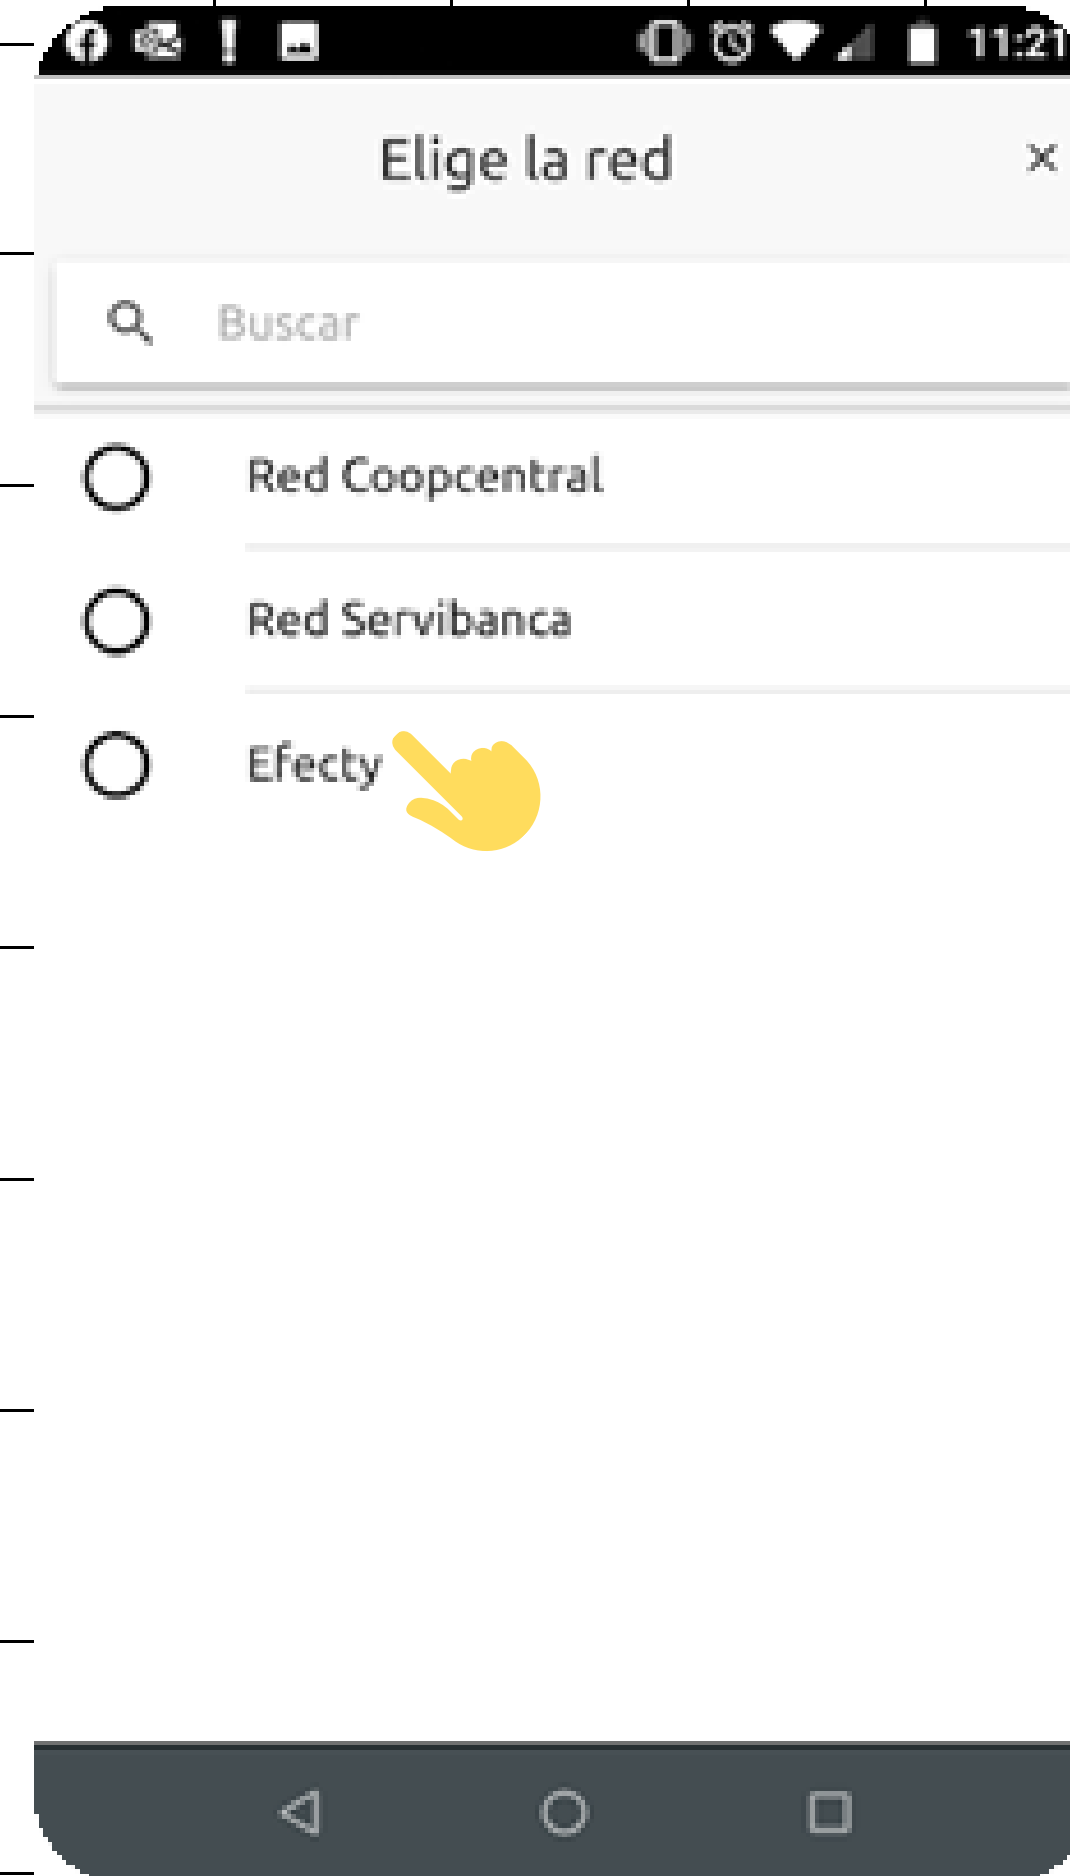 11:21
Elige la red
Buscar
Red Coopcentral
Red Servibanca
Efecty